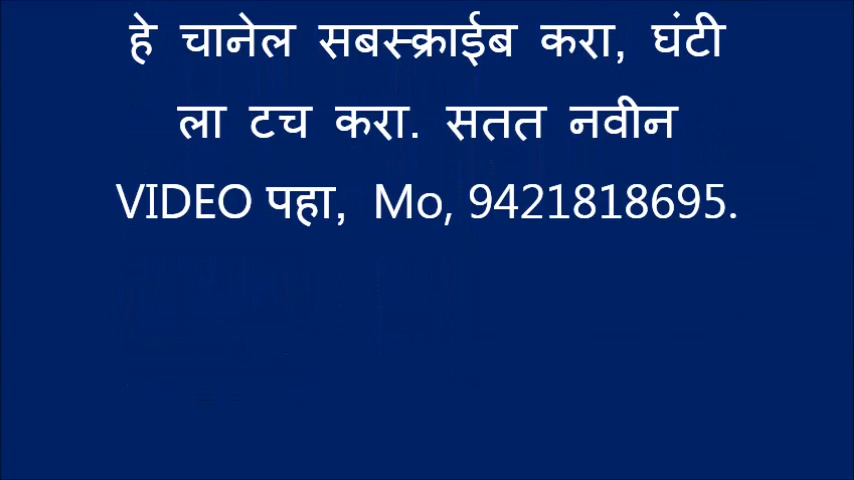 हे चानेल सबस्क्राईब करा, घंटी
ला टच करा. सतत नवीन
VIDEO पहा, Mo, 9421818695.